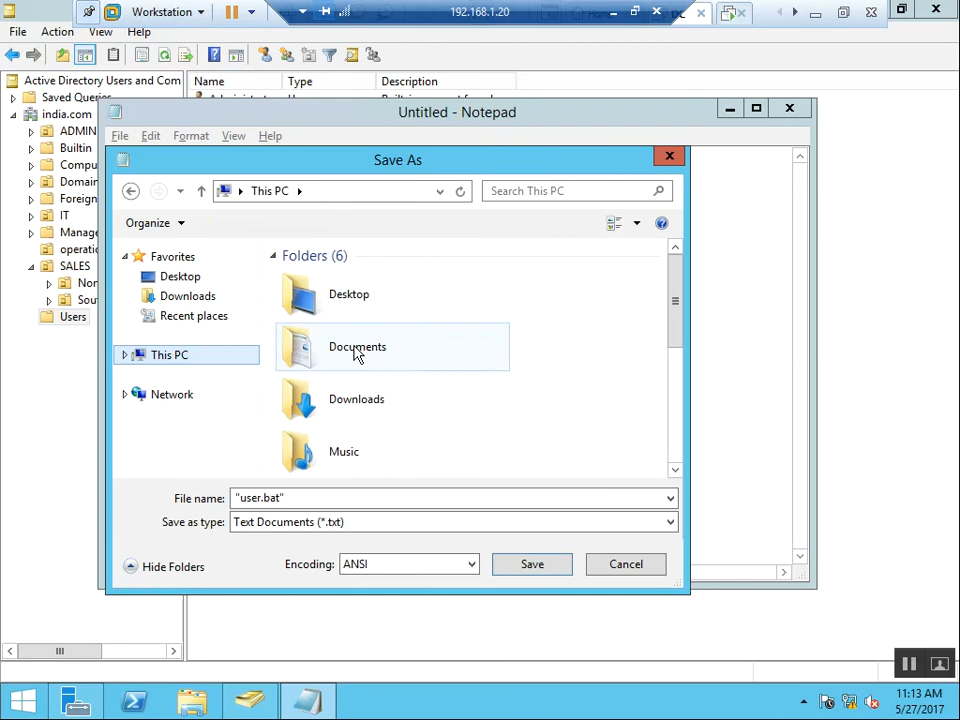 Workstation
192.168.1.20
File Action View Help
Active Directory Users and Com
Name Type Description
Saved Queries
india.com
ADMIN
Builtin
Compu
Domain
Foreign
IT
Manage
operatio
SALES
Nor
Sou
Users
Untitled - Notepad
File Edit Format View Help
Save As
This PC
Search This PC
Organize
Favorites
Desktop
Downloads
Recent places
This PC
Network
Folders (6)
Desktop
Documents
Downloads
Music
File name: "user.bat"
Save as type: Text Documents (*.txt)
Hide Folders
Encoding: ANSI
Save
Cancel
11:13 AM
5/27/2017